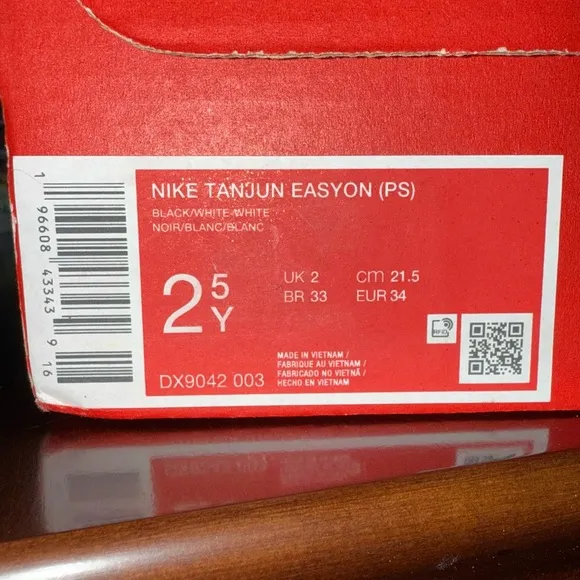 NIKE TANJUN EASYON (PS)
BLACK/WHITE-WHITE
NOIR/BLANC/BLANC
2 5 Y
UK 2 cm 21.5
BR 33 EUR 34
RFID
DX9042 003
MADE IN VIETNAM /
FABRIQUE AU VIETNAM /
FABRICADO NO VIETNÃ /
HECHO EN VIETNAM
1 96608 43343 9 16